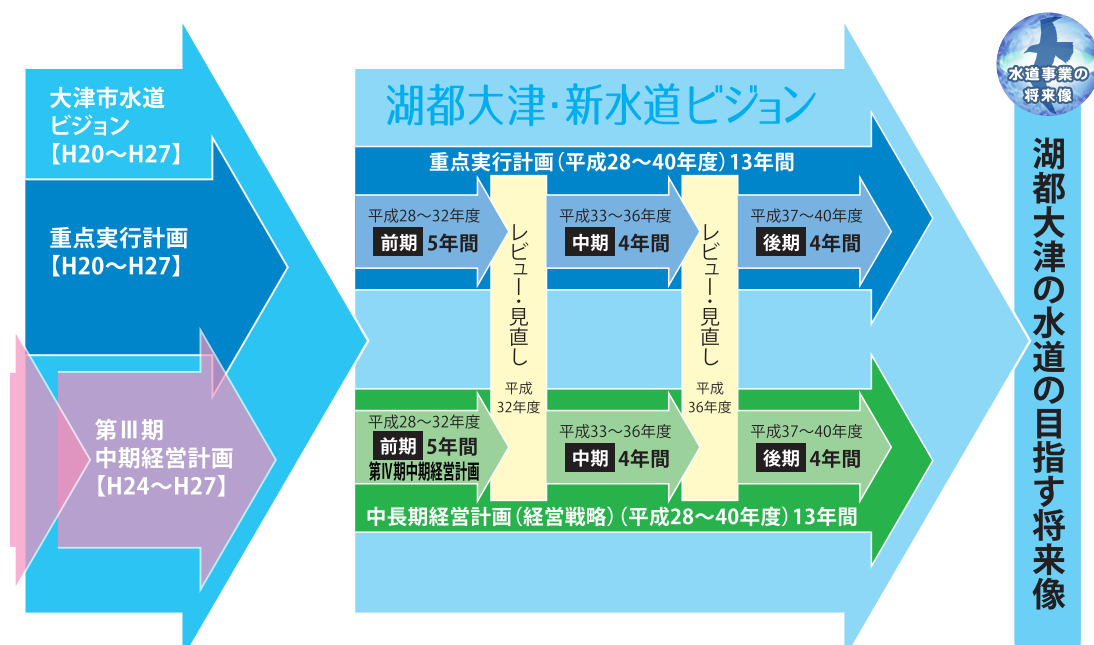 大津市水道
ビジョン
【H20～H27】
重点実行計画
【H20～H27】
第Ⅲ期
中期経営計画
【H24～H27】
湖都大津・新水道ビジョン
重点実行計画（平成28～40年度）13年間
平成28～32年度
前期 5年間
平成33～36年度
中期 4年間
平成37～40年度
後期 4年間
レビュー・見直し
平成
32年度
レビュー・見直し
平成
36年度
平成28～32年度
前期 5年間
第Ⅳ期中期経営計画
平成33～36年度
中期 4年間
平成37～40年度
後期 4年間
中長期経営計画（経営戦略）（平成28～40年度）13年間
水道事業の
将来像
湖都大津の水道の目指す将来像